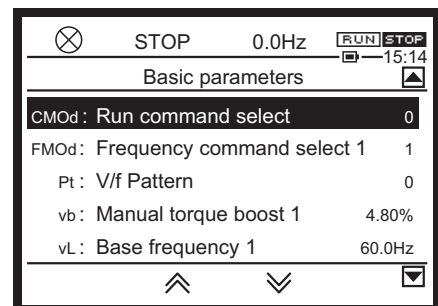 STOP 0.0Hz RUN STOP
15:14
Basic parameters
CMOd : Run command select 0
FMOd : Frequency command select 1 1
Pt : V/f Pattern 0
vb : Manual torque boost 1 4.80%
vL : Base frequency 1 60.0Hz